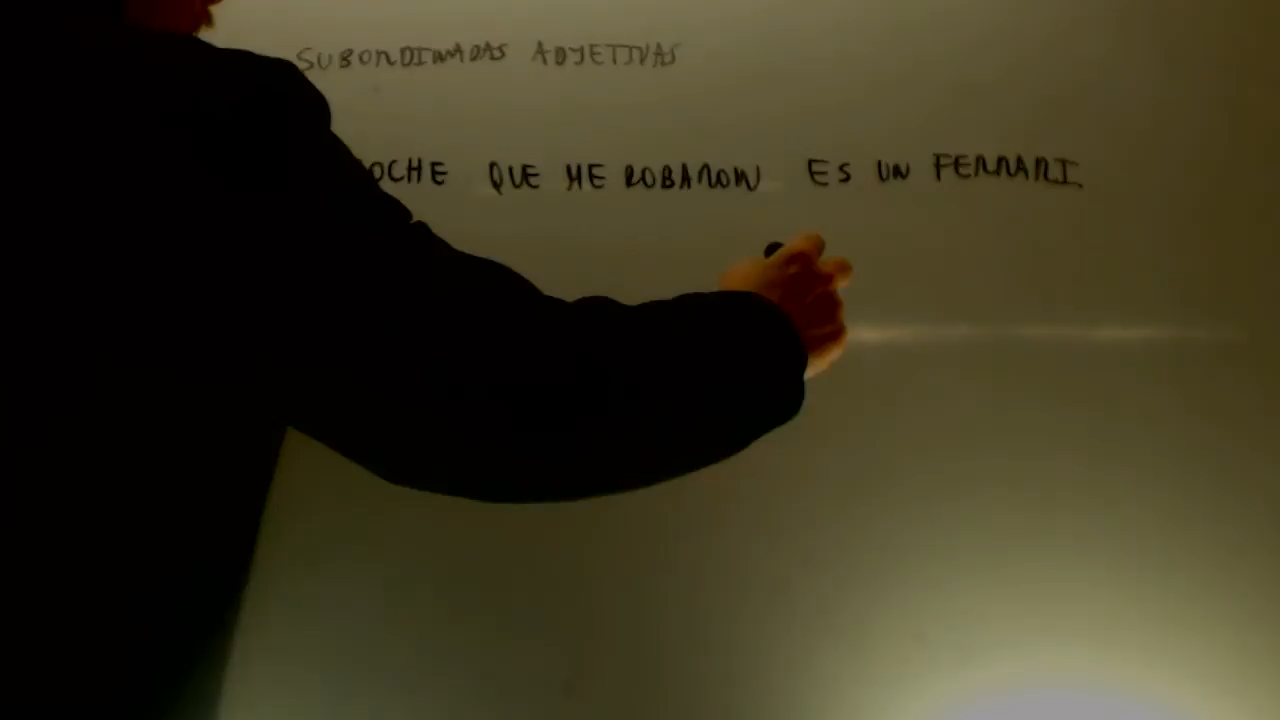 SUBORDINADAS ADJETIVAS
OCHE QUE ME ROBARON ES UN FERRARI.